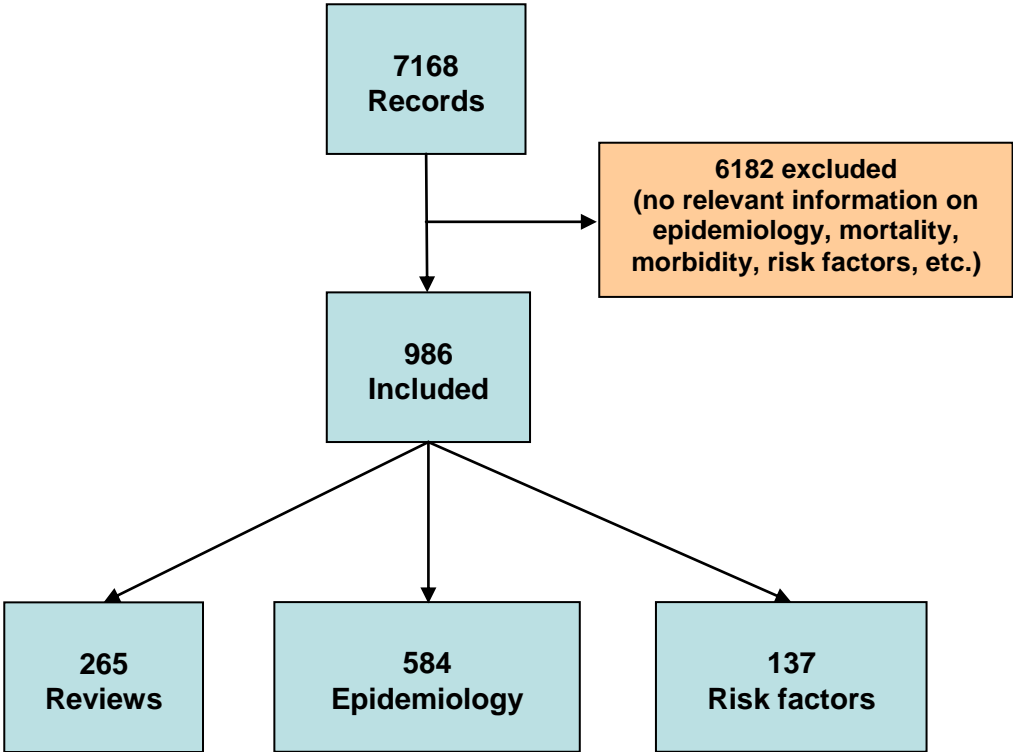 7168
Records
6182 excluded
(no relevant information on
epidemiology, mortality,
morbidity, risk factors, etc.)
986
Included
265
Reviews
584
Epidemiology
137
Risk factors